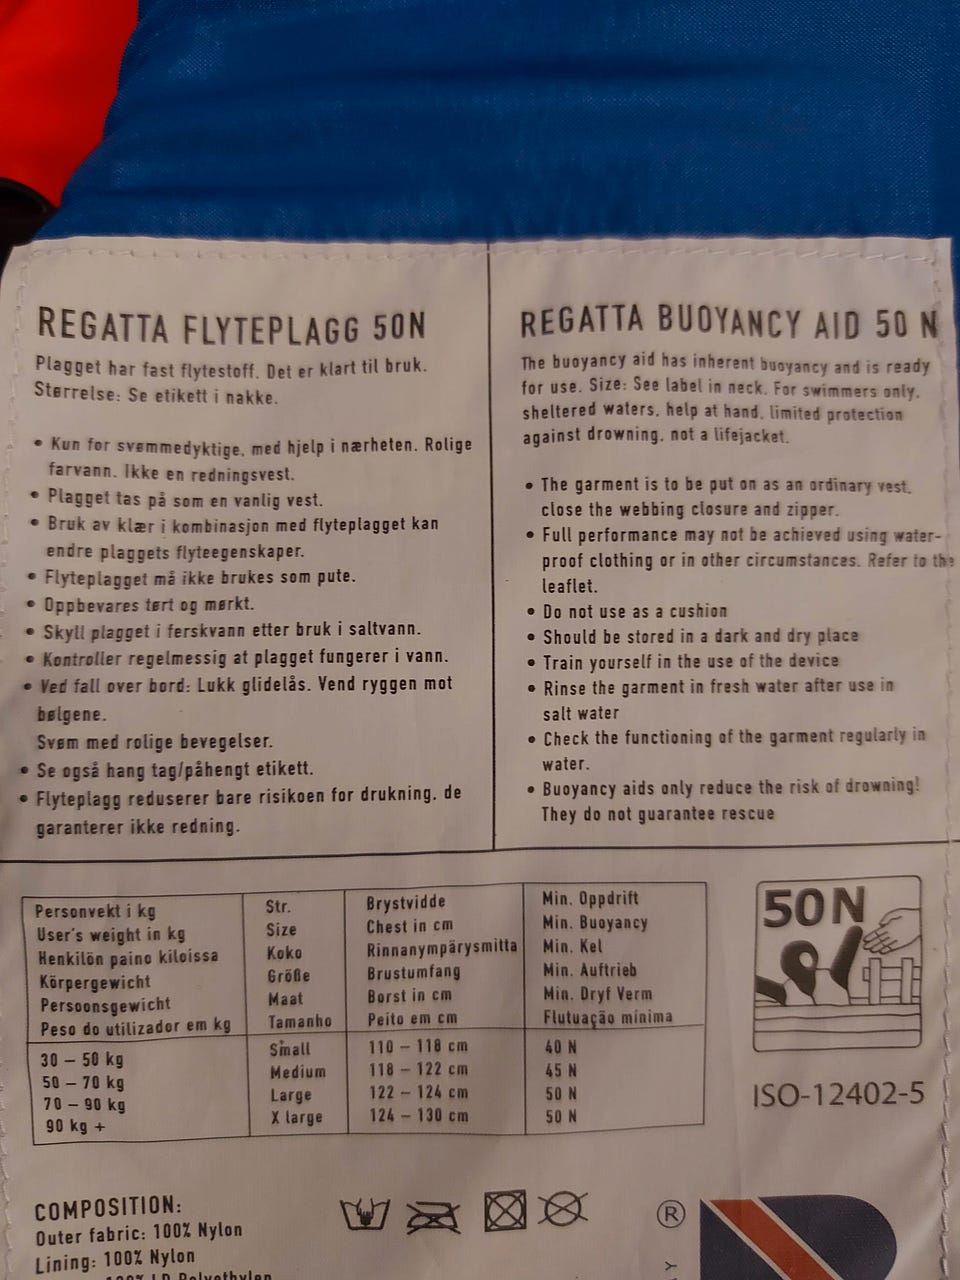 REGATTA FLYTEPLAGG 50N
Plagget har fast flytestoff. Det er klart til bruk.
Størrelse: Se etikett i nakke.
• Kun for svømmedyktige, med hjelp i nærheten. Rolige
farvann. Ikke en redningsvest.
• Plagget tas på som en vanlig vest.
• Bruk av klær i kombinasjon med flyteplagget kan
endre plaggets flyteegenskaper.
• Flyteplagget må ikke brukes som pute.
• Oppbevares tørt og mørkt.
• Skyll plagget i ferskvann etter bruk i saltvann.
• Kontroller regelmessig at plagget fungerer i vann.
• Ved fall over bord: Lukk glidelås. Vend ryggen mot
bølgene.
Svøm med rolige bevegelser.
• Se også hang tag/påhengt etikett.
• Flyteplagg reduserer bare risikoen for drukning, de
garanterer ikke redning.
REGATTA BUOYANCY AID 50 N
The buoyancy aid has inherent buoyancy and is ready
for use. Size: See label in neck. For swimmers only,
sheltered waters, help at hand, limited protection
against drowning, not a lifejacket.
• The garment is to be put on as an ordinary vest,
close the webbing closure and zipper.
• Full performance may not be achieved using water-
proof clothing or in other circumstances. Refer to the
leaflet.
• Do not use as a cushion
• Should be stored in a dark and dry place
• Train yourself in the use of the device
• Rinse the garment in fresh water after use in
salt water
• Check the functioning of the garment regularly in
water.
• Buoyancy aids only reduce the risk of drowning!
They do not guarantee rescue
Personvekt i kg Str. Brystvidde Min. Oppdrift
User's weight in kg Size Chest in cm Min. Buoyancy
Henkilön paino kiloissa Koko Rinnanympärysmitta Min. Kel
Körpergewicht Größe Brustumfang Min. Auftrieb
Persoonsgewicht Maat Borst in cm Min. Dryf Verm
Peso do utilizador em kg Tamanho Peito em cm Flutuação minima
30 – 50 kg Small 110 – 118 cm 40 N
50 – 70 kg Medium 118 – 122 cm 45 N
70 – 90 kg Large 122 – 124 cm 50 N
90 kg + X large 124 – 130 cm 50 N
50N
ISO-12402-5
COMPOSITION:
Outer fabric: 100% Nylon
Lining: 100% Nylon
100% LD Polyethylen
®